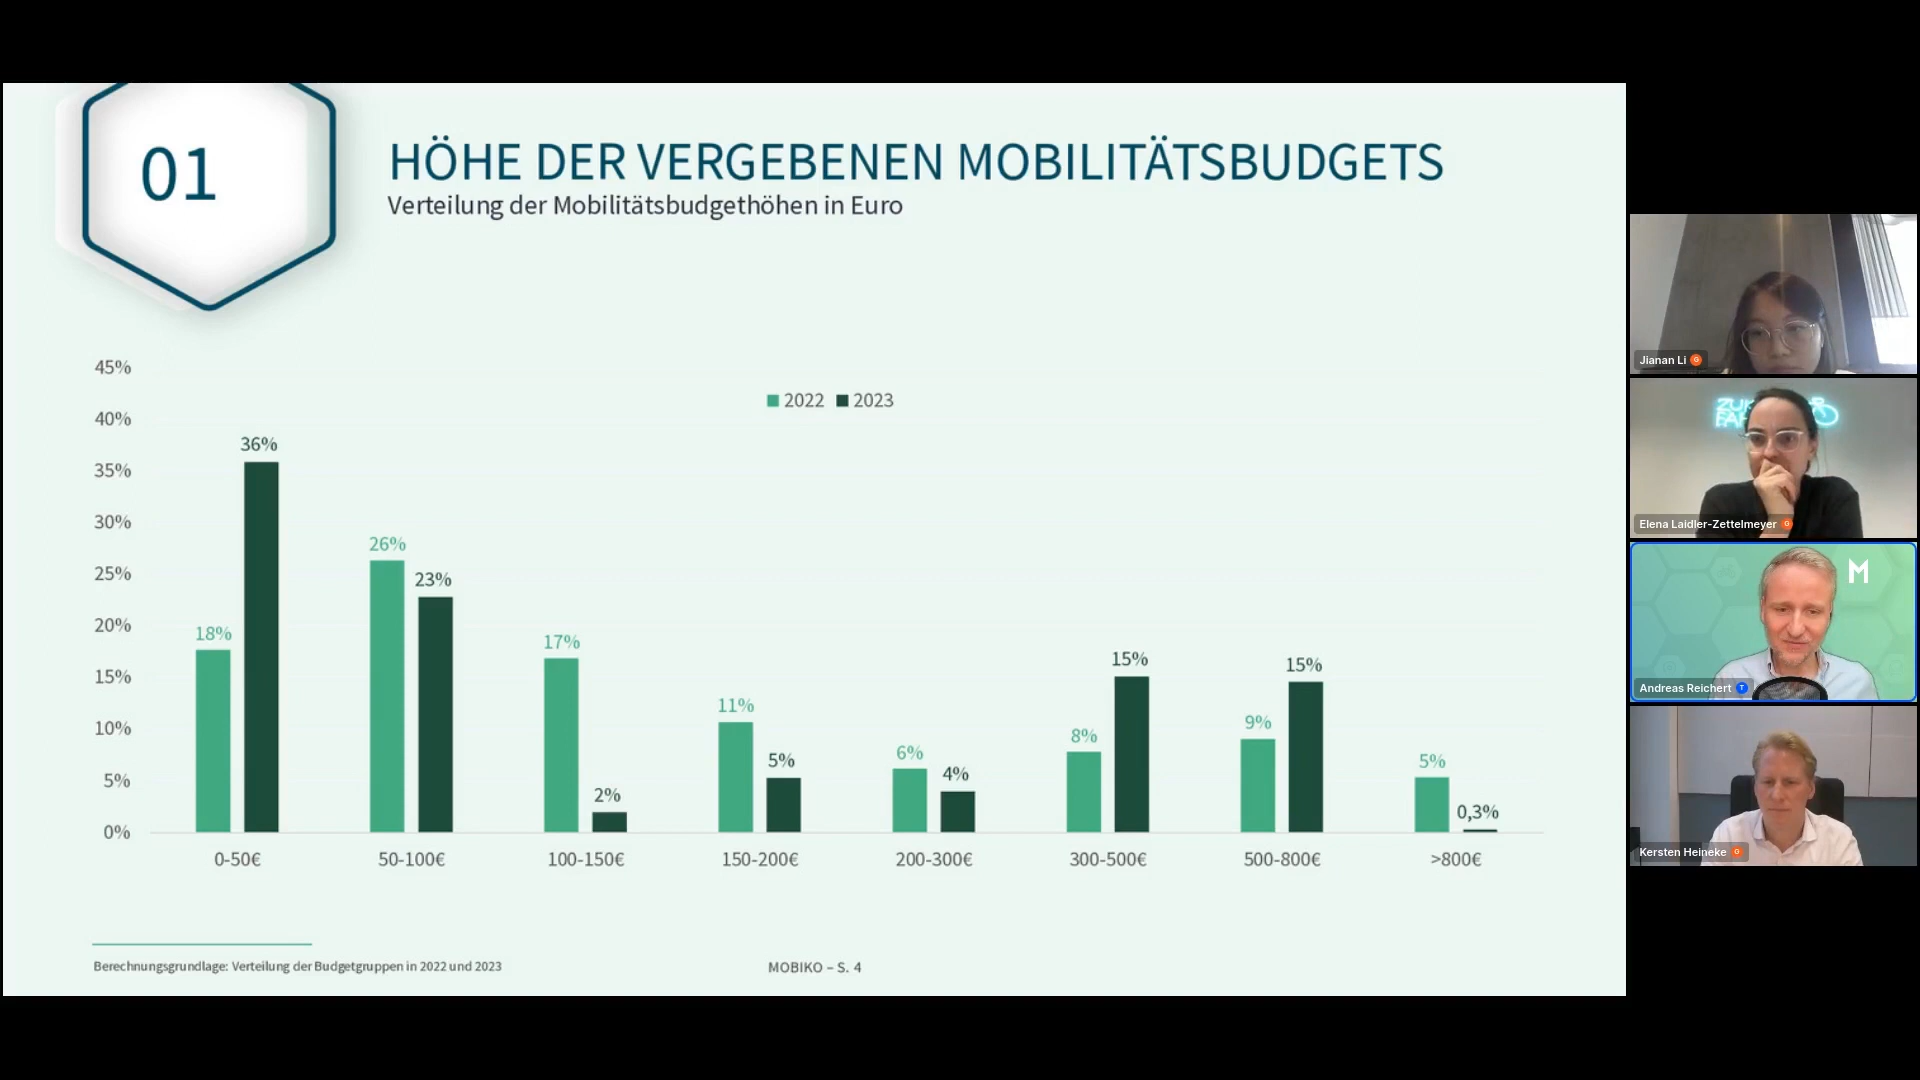 01
HÖHE DER VERGEBENEN MOBILITÄTSBUDGETS
Verteilung der Mobilitätsbudgethöhen in Euro
45%
40%
35%
30%
25%
20%
15%
10%
5%
0%
2022 2023
18% 36%
26% 23%
17% 2%
11% 5%
6% 4%
8% 15%
9% 15%
5% 0,3%
0-50€ 50-100€ 100-150€ 150-200€ 200-300€ 300-500€ 500-800€ >800€
Berechnungsgrundlage: Verteilung der Budgetgruppen in 2022 und 2023
MOBIKO – S. 4
Jianan Li G
Elena Laidler-Zettelmeyer G
M
Andreas Reichert T
Kersten Heineke G